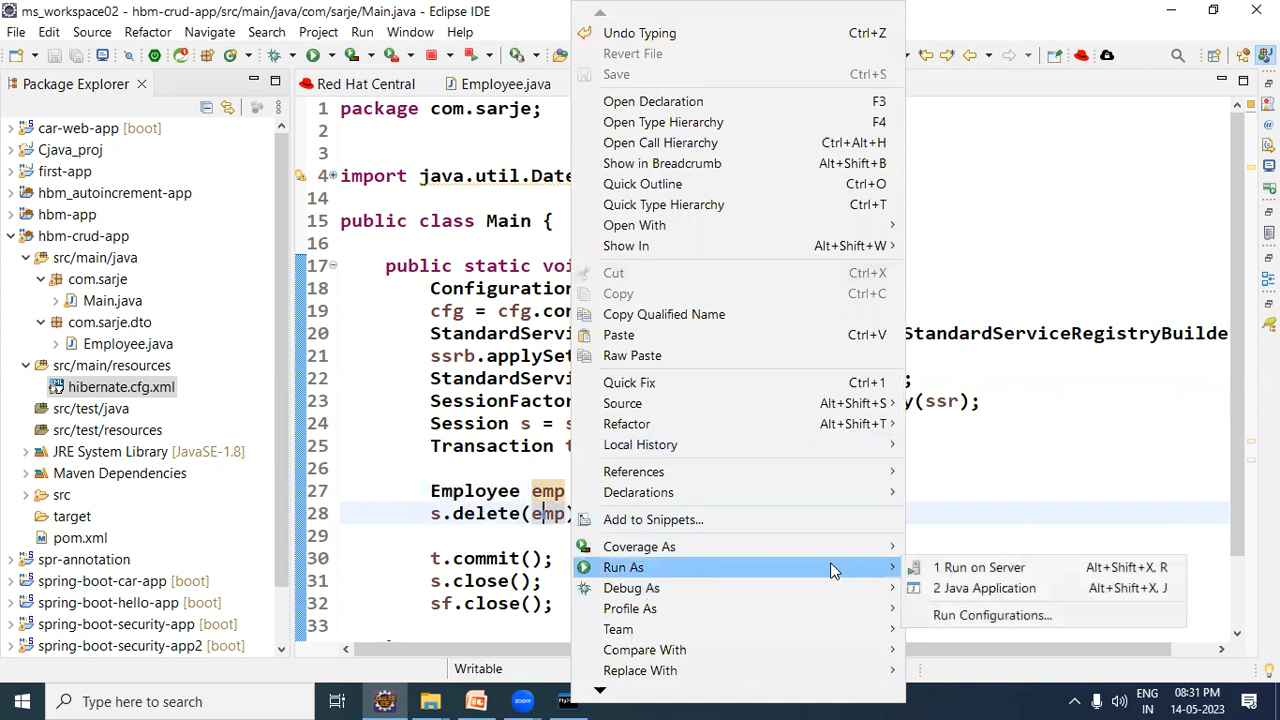 ms_workspace02 - hbm-crud-app/src/main/java/com/sarje/Main.java - Eclipse IDE
File Edit Source Refactor Navigate Search Project Run Window Help
Package Explorer
Red Hat Central
Employee.java
car-web-app [boot]
Cjava_proj
first-app
hbm_autoincrement-app
hbm-app
hbm-crud-app
src/main/java
com.sarje
Main.java
com.sarje.dto
Employee.java
src/main/resources
hibernate.cfg.xml
src/test/java
src/test/resources
JRE System Library [JavaSE-1.8]
Maven Dependencies
src
target
pom.xml
spr-annotation
spring-boot-car-app [boot]
spring-boot-hello-app [boot]
spring-boot-security-app [boot]
spring-boot-security-app2 [boot]
1 package com.sarje;
2
3
4 import java.util.Date
14
15 public class Main {
16
17 public static voi
18 Configuration
19 cfg = cfg.con
20 StandardServi StandardServiceRegistryBuilde
21 ssrb.applySet
22 StandardServi ;
23 SessionFactor y(ssr);
24 Session s = s
25 Transaction t
26
27 Employee emp
28 s.delete(emp)
29
30 t.commit();
31 s.close();
32 sf.close();
33
Undo Typing Ctrl+Z
Revert File
Save Ctrl+S
Open Declaration F3
Open Type Hierarchy F4
Open Call Hierarchy Ctrl+Alt+H
Show in Breadcrumb Alt+Shift+B
Quick Outline Ctrl+O
Quick Type Hierarchy Ctrl+T
Open With
Show In Alt+Shift+W
Cut Ctrl+X
Copy Ctrl+C
Copy Qualified Name
Paste Ctrl+V
Raw Paste
Quick Fix Ctrl+1
Source Alt+Shift+S
Refactor Alt+Shift+T
Local History
References
Declarations
Add to Snippets...
Coverage As
Run As
Debug As
Profile As
Team
Compare With
Replace With
1 Run on Server Alt+Shift+X, R
2 Java Application Alt+Shift+X, J
Run Configurations...
Writable
Type here to search
zoom
ENG
IN
08:31 PM
14-05-2023